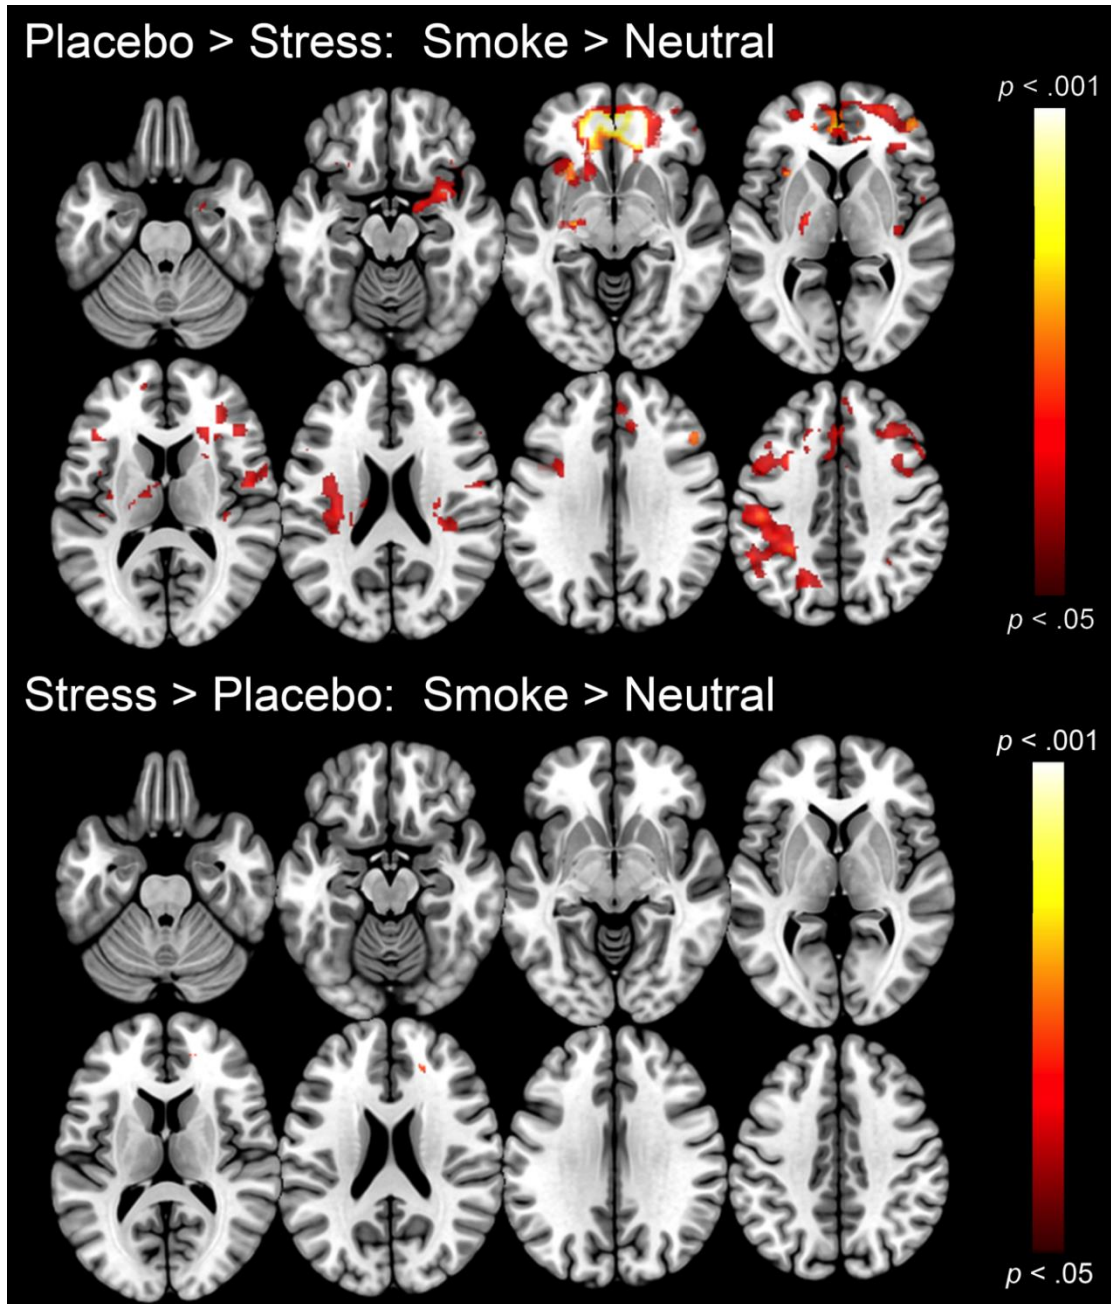 Placebo > Stress:  Smoke > Neutral
p < .001
p < .05
Stress > Placebo:  Smoke > Neutral
p < .001
p < .05